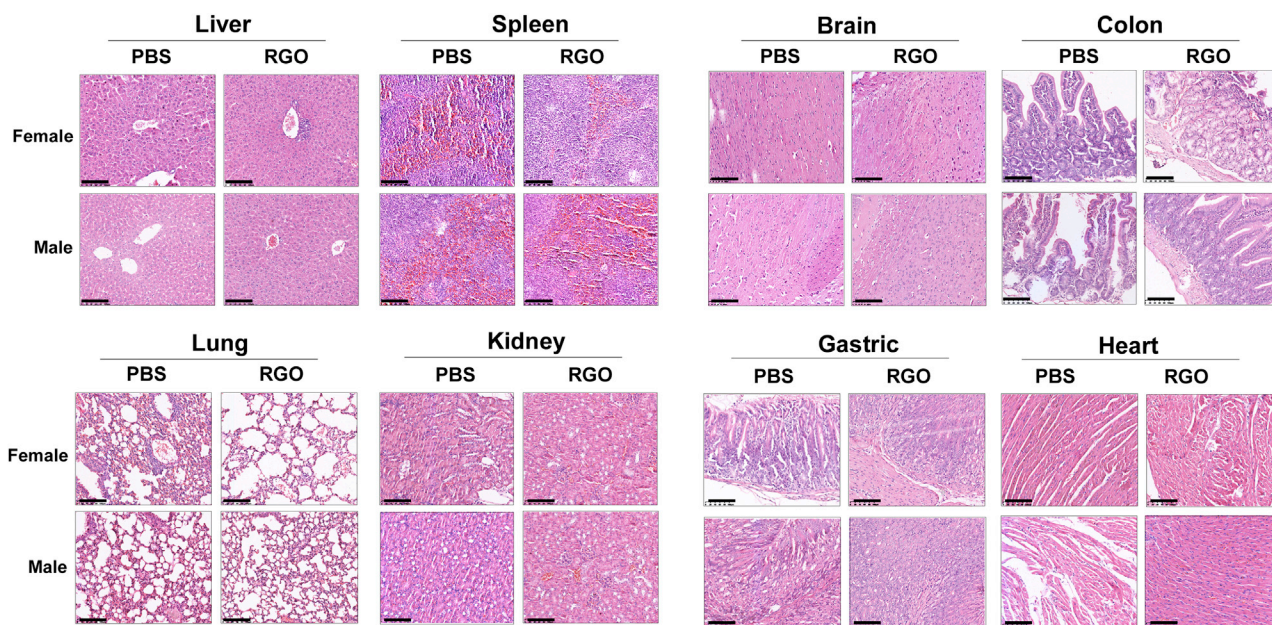 Liver Spleen Brain Colon
PBS RGO PBS RGO PBS RGO PBS RGO
Female
Male
Lung Kidney Gastric Heart
PBS RGO PBS RGO PBS RGO PBS RGO
Female
Male